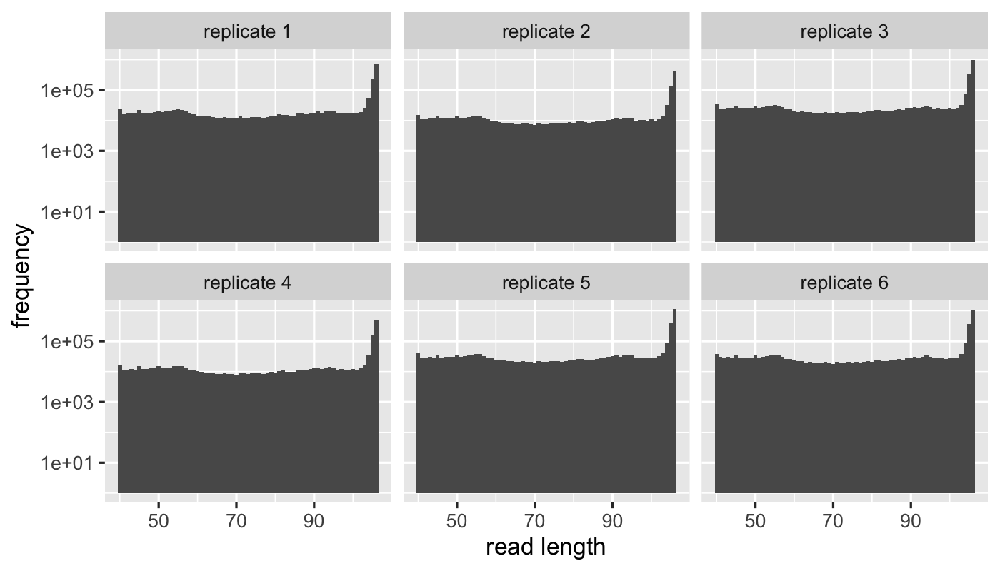 replicate 1
replicate 2
replicate 3
1e+05
1e+03
1e+01
replicate 4
replicate 5
replicate 6
1e+05
1e+03
1e+01
frequency
50 70 90
50 70 90
50 70 90
read length